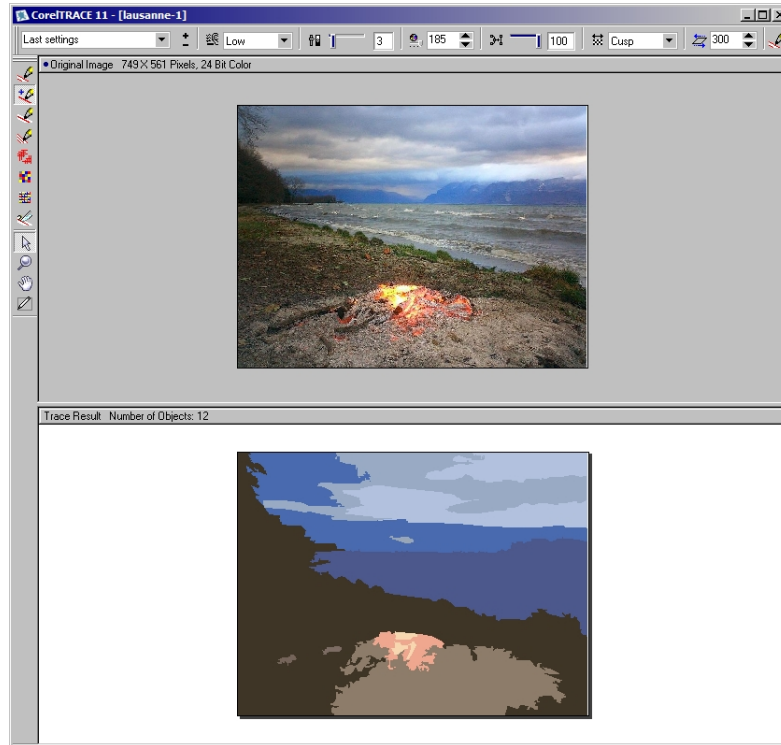 CorelTRACE 11 - [lausanne-1]
Last settings Low 3 185 100 Cusp 300
Original Image 749 X 561 Pixels, 24 Bit Color
Trace Result Number of Objects: 12